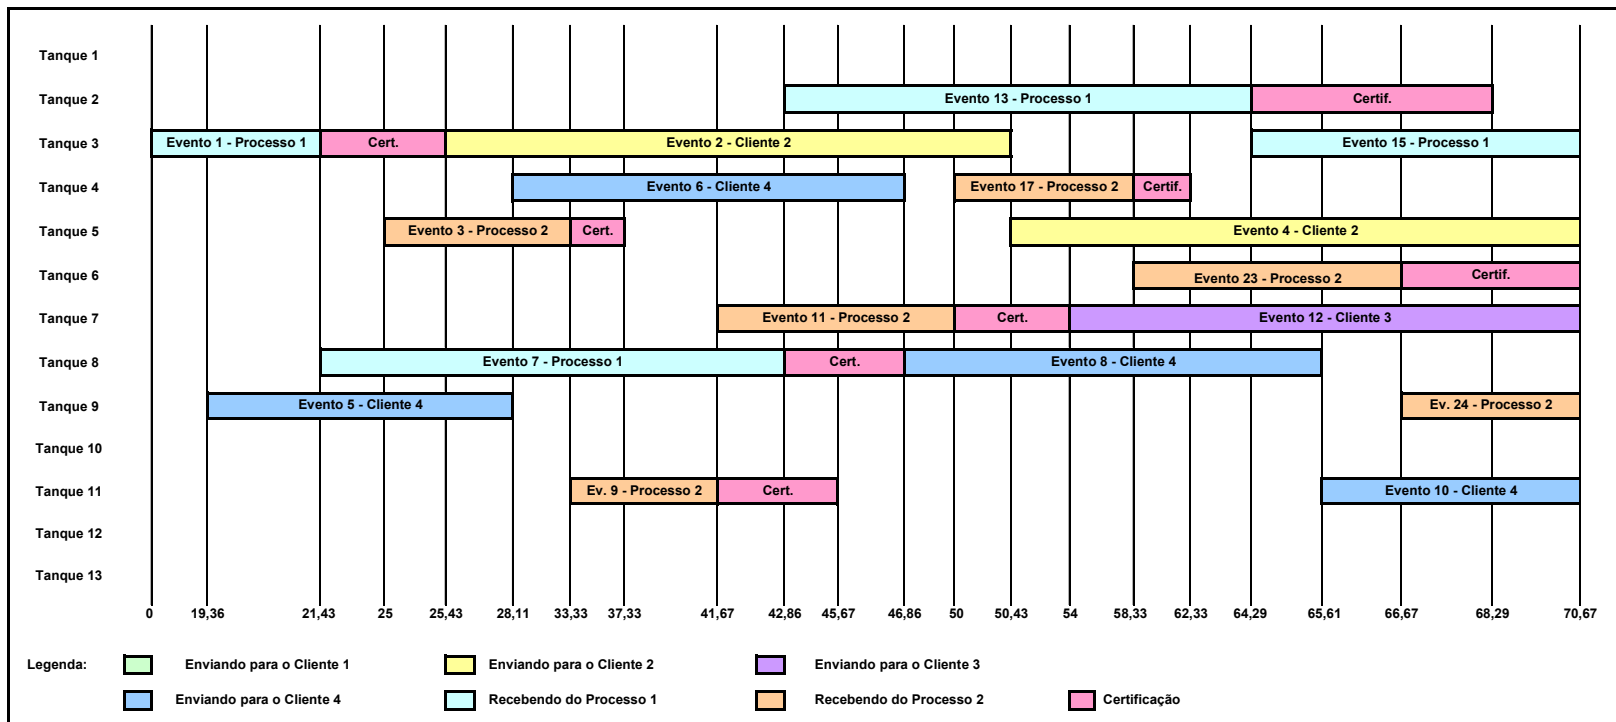 Tanque 1
Tanque 2 Evento 13 - Processo 1 Certif.
Tanque 3 Evento 1 - Processo 1 Cert. Evento 2 - Cliente 2 Evento 15 - Processo 1
Tanque 4 Evento 6 - Cliente 4 Evento 17 - Processo 2 Certif.
Tanque 5 Evento 3 - Processo 2 Cert. Evento 4 - Cliente 2
Tanque 6 Evento 23 - Processo 2 Certif.
Tanque 7 Evento 11 - Processo 2 Cert. Evento 12 - Cliente 3
Tanque 8 Evento 7 - Processo 1 Cert. Evento 8 - Cliente 4
Tanque 9 Evento 5 - Cliente 4 Ev. 24 - Processo 2
Tanque 10
Tanque 11 Ev. 9 - Processo 2 Cert. Evento 10 - Cliente 4
Tanque 12
Tanque 13
0 19,36 21,43 25 25,43 28,11 33,33 37,33 41,67 42,86 45,67 46,86 50 50,43 54 58,33 62,33 64,29 65,61 66,67 68,29 70,67
Legenda: Enviando para o Cliente 1 Enviando para o Cliente 2 Enviando para o Cliente 3
Enviando para o Cliente 4 Recebendo do Processo 1 Recebendo do Processo 2 Certificação